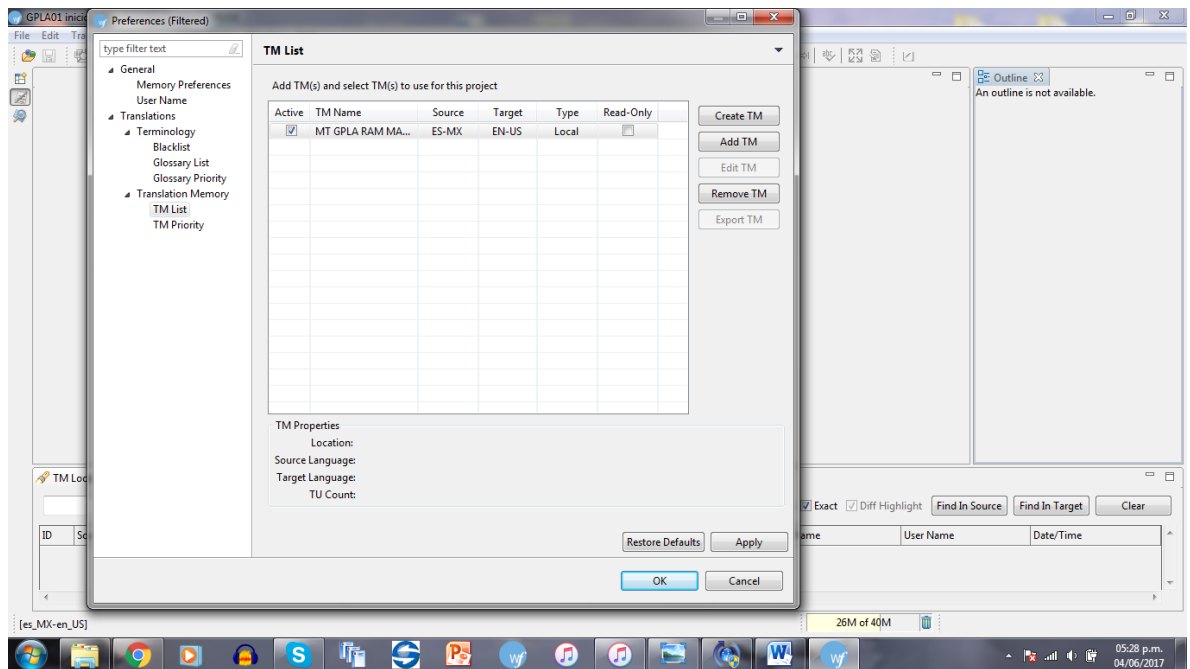 GPLA01 inicio
Preferences (Filtered)
File Edit Tra
type filter text
General
Memory Preferences
User Name
Translations
Terminology
Blacklist
Glossary List
Glossary Priority
Translation Memory
TM List
TM Priority
TM List
Add TM(s) and select TM(s) to use for this project
Active TM Name Source Target Type Read-Only
MT GPLA RAM MA... ES-MX EN-US Local
Create TM
Add TM
Edit TM
Remove TM
Export TM
TM Properties
Location:
Source Language:
Target Language:
TU Count:
Restore Defaults Apply
OK Cancel
Outline
An outline is not available.
TM Loo
Exact Diff Highlight Find In Source Find In Target Clear
ID So ame User Name Date/Time
[es_MX-en_US] 26M of 40M
05:28 p.m.
04/06/2017